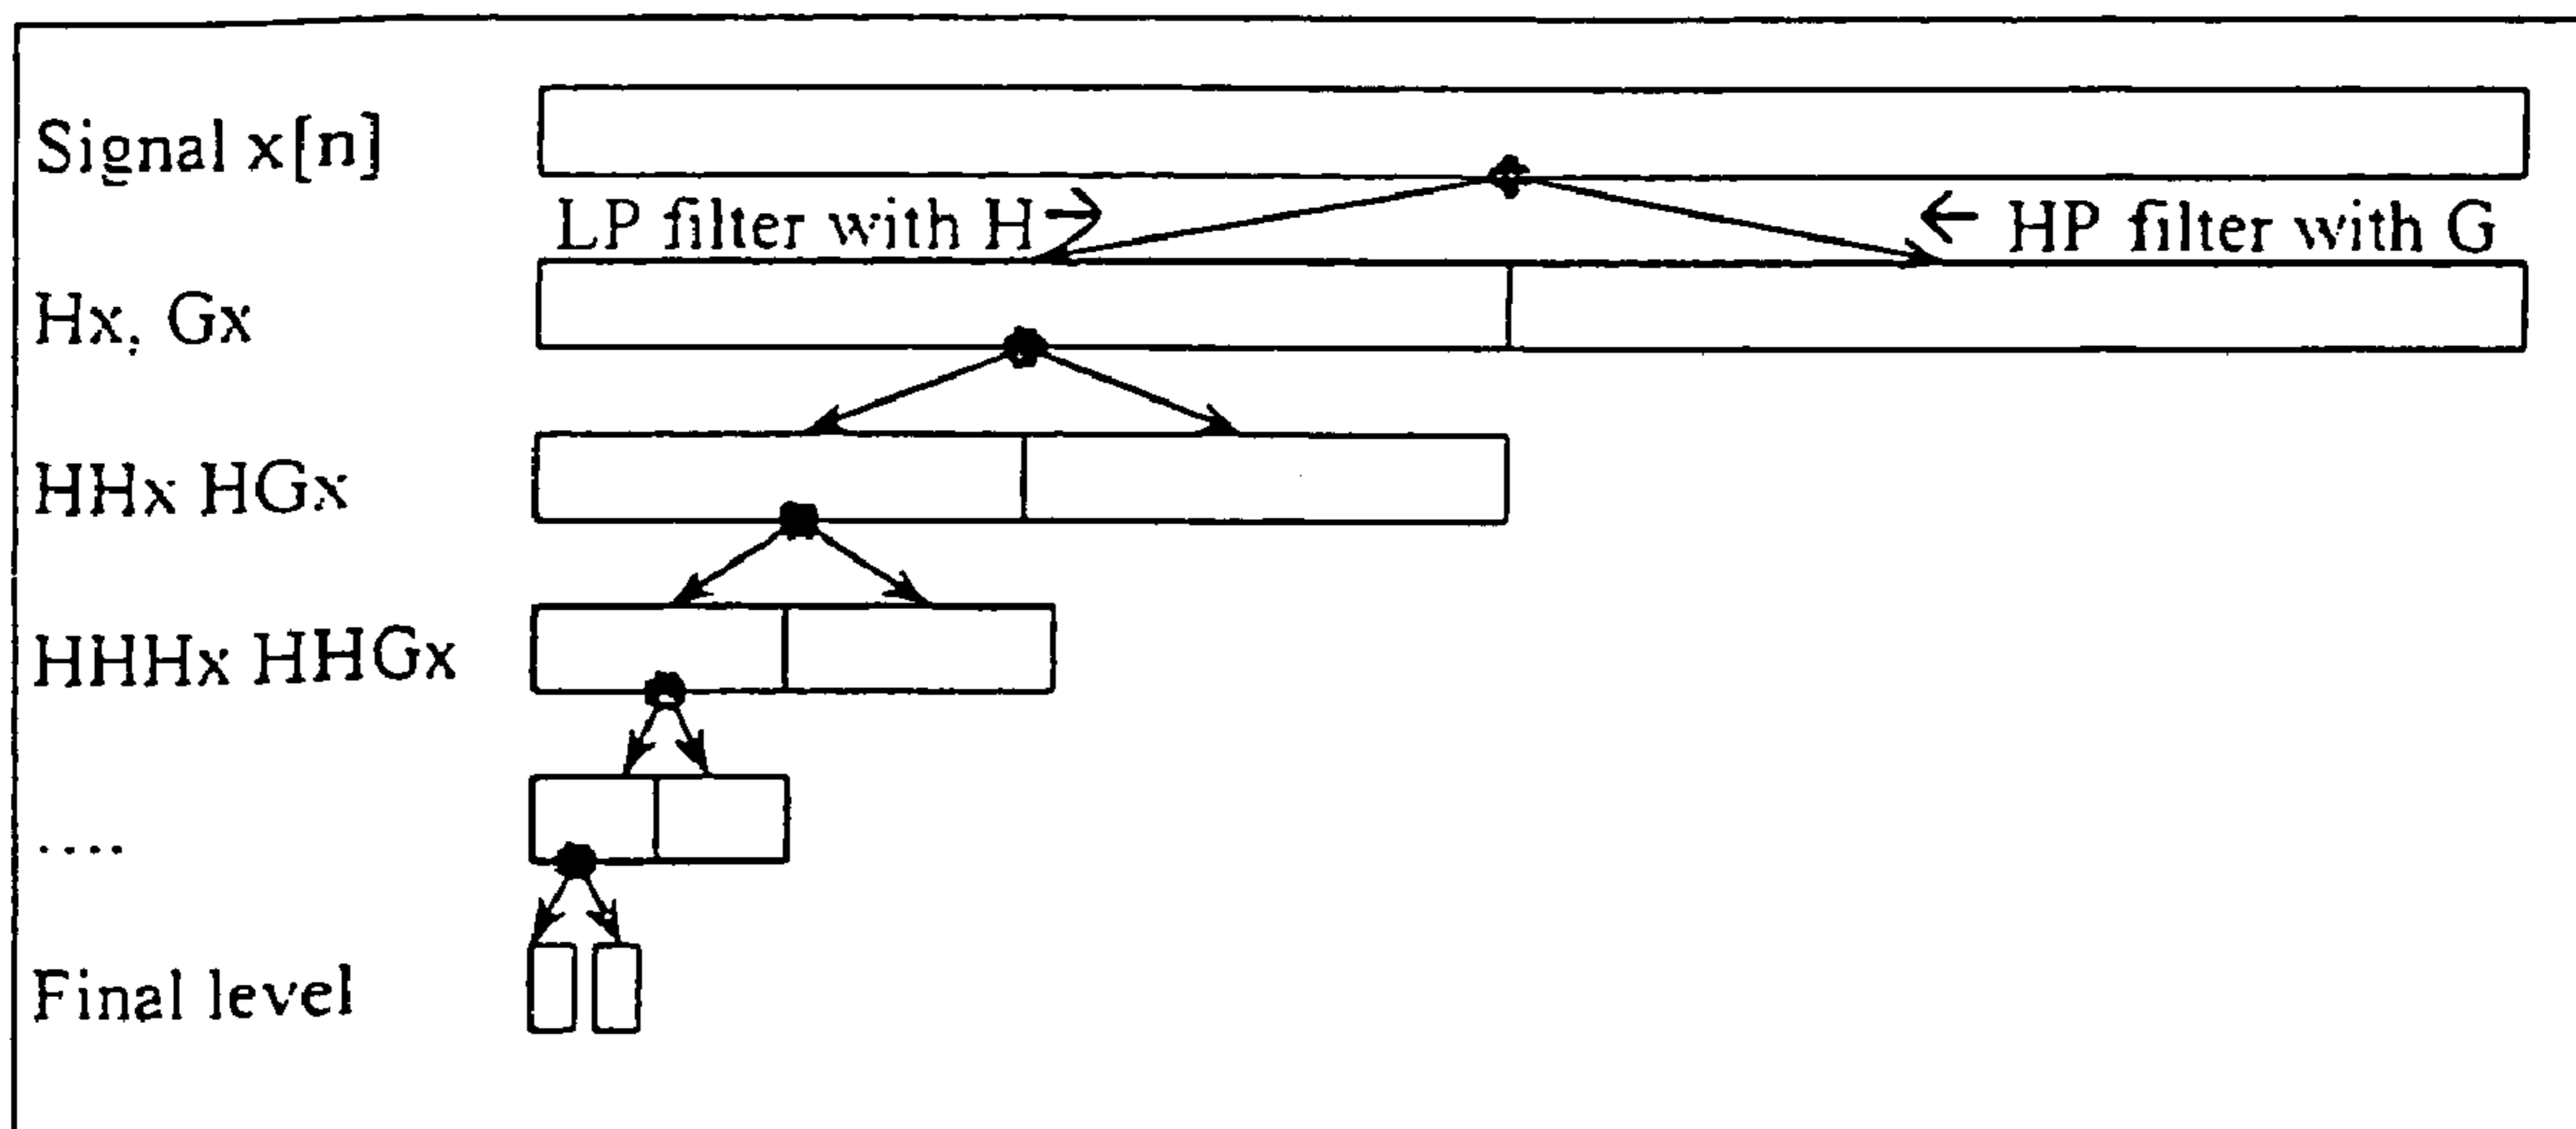 Signal x[n]
LP filter with H→
← HP filter with G
Hx, Gx
HHx HGx
HHHx HHGx
....
Final level